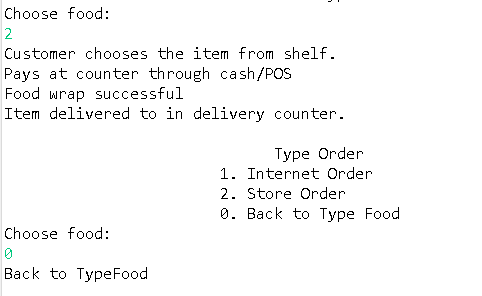 Choose food:
2
Customer chooses the item from shelf.
Pays at counter through cash/POS
Food wrap successful
Item delivered to in delivery counter.
Type Order
1. Internet Order
2. Store Order
0. Back to Type Food
Choose food:
0
Back to TypeFood